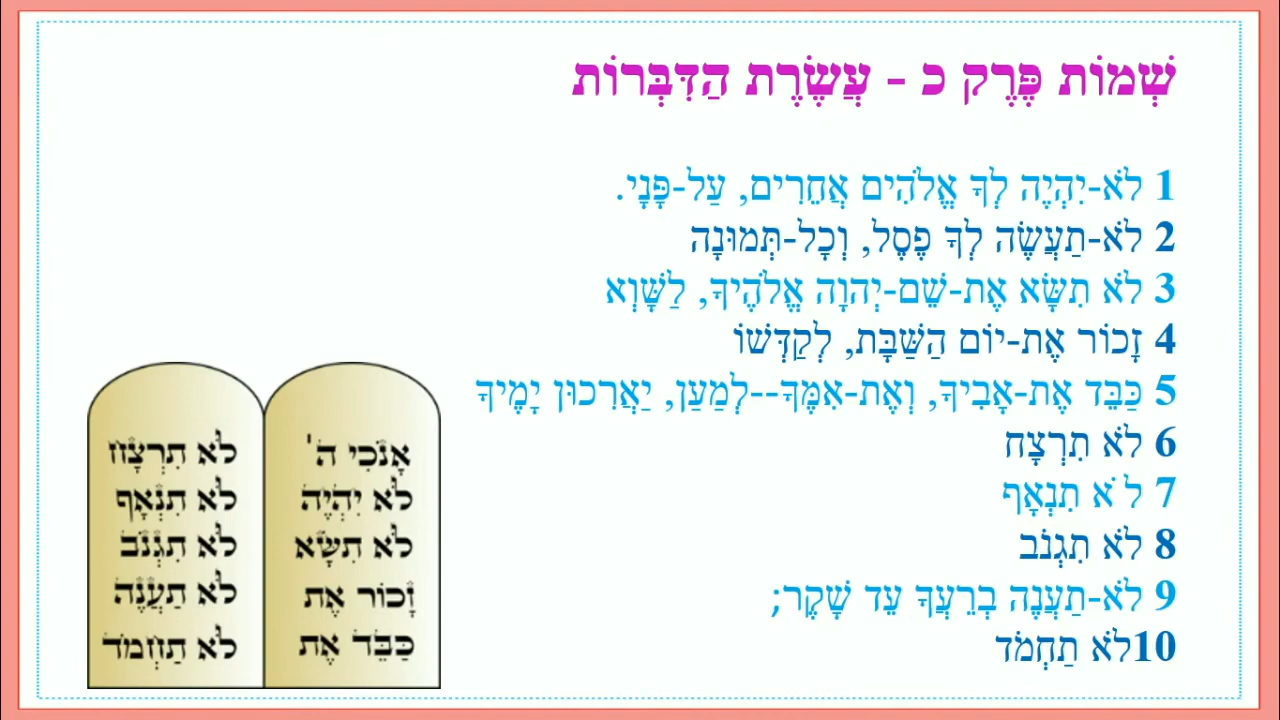 שְׁמוֹת פֶּרֶק כ - עֲשֶׂרֶת הַדִּבְּרוֹת
1 לֹא-יִהְיֶה לְךָ אֱלֹהִים אֲחֵרִים, עַל-פָּנָי.
2 לֹא-תַעֲשֶׂה לְךָ פֶסֶל, וְכָל-תְּמוּנָה
3 לֹא תִשָּׂא אֶת-שֵׁם-יְהוָה אֱלֹהֶיךָ, לַשָּׁוְא
4 זָכוֹר אֶת-יוֹם הַשַּׁבָּת, לְקַדְּשׁוֹ
5 כַּבֵּד אֶת-אָבִיךָ, וְאֶת-אִמֶּךָ--לְמַעַן, יַאֲרִכוּן יָמֶיךָ
6 לֹא תִרְצָח
7 ל ֹא תִנְאָף
8 לֹא תִגְנֹב
9 לֹא-תַעֲנֶה בְרֵעֲךָ עֵד שָׁקֶר;
10לֹא תַחְמֹד
אָנֹכִי ה'
לֹא יִהְיֶה
לֹא תִשָּׂא
זָכוֹר אֶת
כַּבֵּד אֶת
לֹא תִרְצָח
לֹא תִנְאָף
לֹא תִגְנֹב
לֹא תַעֲנֶה
לֹא תַחְמֹד